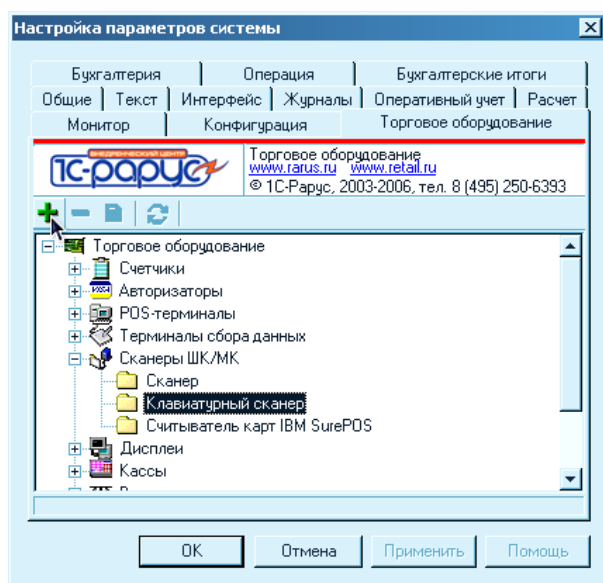 Настройка параметров системы
Бухгалтерия Операция Бухгалтерские итоги
Общие Текст Интерфейс Журналы Оперативный учет Расчет
Монитор Конфигурация Торговое оборудование
ВНЕДРЕНЧЕСКИЙ ЦЕНТР
1С-рарус
Торговое оборудование
www.rarus.ru www.retail.ru
© 1С-Рарус, 2003-2006, тел. 8 (495) 250-6393
Торговое оборудование
Счетчики
Авторизаторы
POS-терминалы
Терминалы сбора данных
Сканеры ШК/МК
Сканер
Клавиатурный сканер
Считыватель карт IBM SurePOS
Дисплеи
Кассы
OK Отмена Применить Помощь